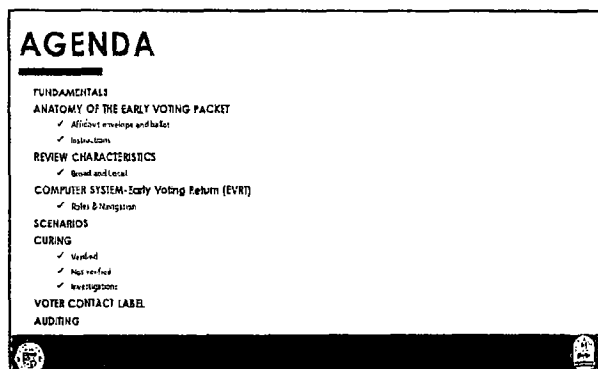 AGENDA
FUNDAMENTALS
ANATOMY OF THE EARLY VOTING PACKET
✓ Affidavit envelope and ballot
✓ Instructions
REVIEW CHARACTERISTICS
✓ Broad and Local
COMPUTER SYSTEM-Early Voting Return (EVRT)
✓ Roles & Navigation
SCENARIOS
CURING
✓ Verified
✓ Not verified
✓ Investigations
VOTER CONTACT LABEL
AUDITING